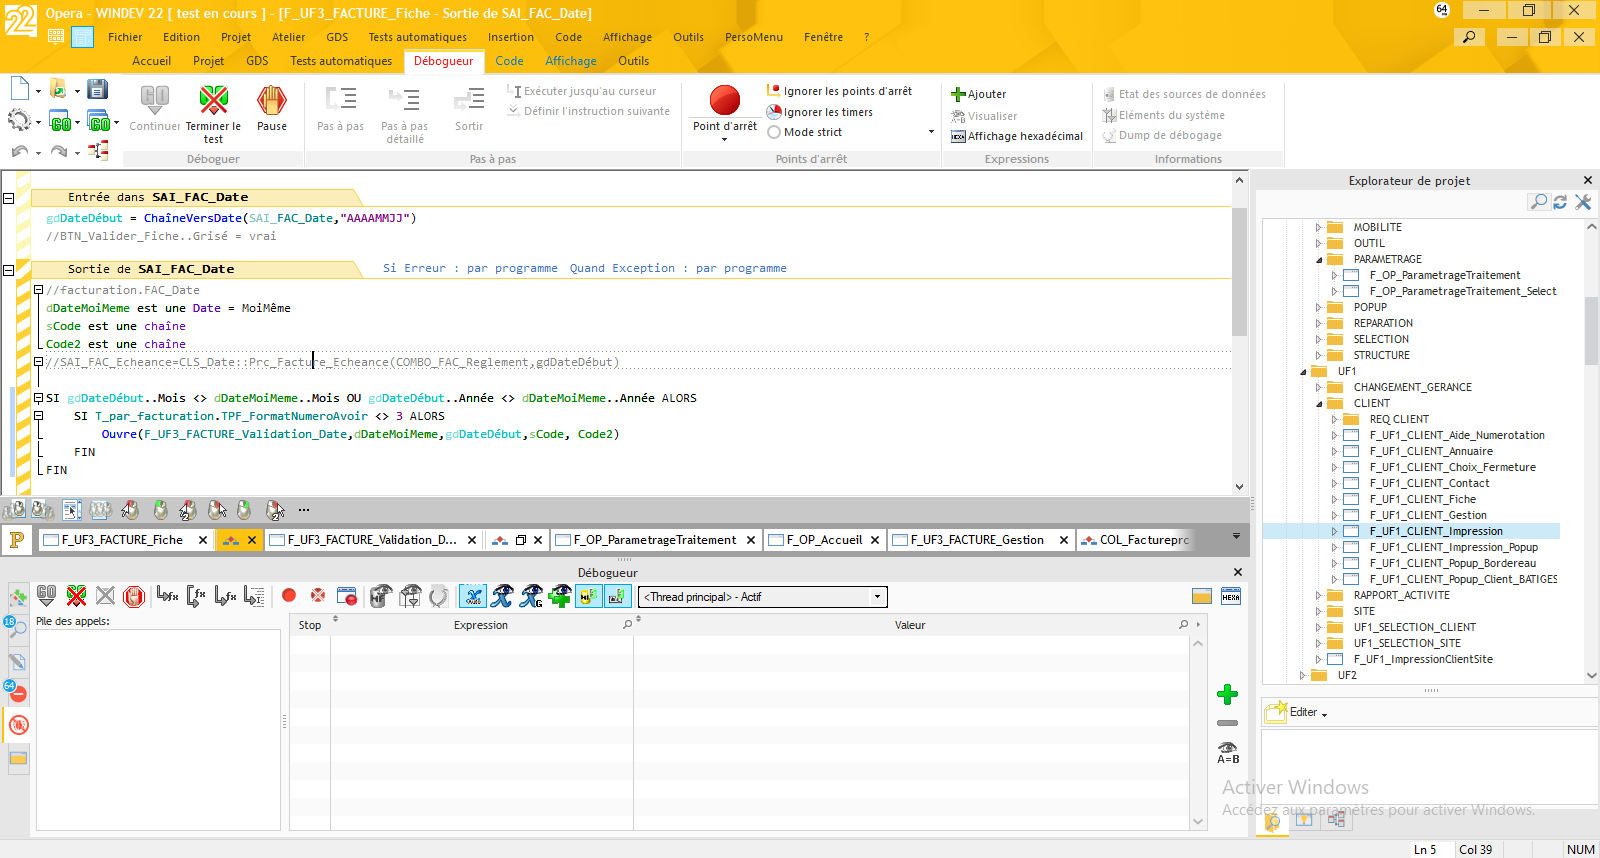 Opera - WINDEV 22 [ test en cours ] - [F_UF3_FACTURE_Fiche - Sortie de SAI_FAC_Date]
22
64
Fichier Edition Projet Atelier GDS Tests automatiques Insertion Code Affichage Outils PersoMenu Fenêtre ?
Accueil Projet GDS Tests automatiques Débogueur Code Affichage Outils
GO GO GO
Continuer
Terminer le test
Pause
Déboguer
Pas à pas
Pas à pas détaillé
Sortir
Exécuter jusqu'au curseur
Définir l'instruction suivante
Pas à pas
Point d'arrêt
Ignorer les points d'arrêt
Ignorer les timers
Mode strict
Points d'arrêt
Ajouter
Visualiser
Affichage hexadécimal
Expressions
Etat des sources de données
Eléments du système
Dump de débogage
Informations
Entrée dans SAI_FAC_Date
gdDateDébut = ChaîneVersDate(SAI_FAC_Date,"AAAAMMJJ")
//BTN_Valider_Fiche..Grisé = vrai
Sortie de SAI_FAC_Date Si Erreur : par programme Quand Exception : par programme
//facturation.FAC_Date
dDateMoiMeme est une Date = MoiMême
sCode est une chaîne
Code2 est une chaîne
//SAI_FAC_Echeance=CLS_Date::Prc_Facture_Echeance(COMBO_FAC_Reglement,gdDateDébut)
SI gdDateDébut..Mois <> dDateMoiMeme..Mois OU gdDateDébut..Année <> dDateMoiMeme..Année ALORS
SI T_par_facturation.TPF_FormatNumeroAvoir <> 3 ALORS
Ouvre(F_UF3_FACTURE_Validation_Date,dDateMoiMeme,gdDateDébut,sCode, Code2)
FIN
FIN
P F_UF3_FACTURE_Fiche F_UF3_FACTURE_Validation_D... F_OP_ParametrageTraitement F_OP_Accueil F_UF3_FACTURE_Gestion COL_Facturepro
Débogueur
GO
<Thread principal> - Actif
HEXA
Pile des appels:
Stop Expression Valeur
18
64
A=B
Explorateur de projet
MOBILITE
OUTIL
PARAMETRAGE
F_OP_ParametrageTraitement
F_OP_ParametrageTraitement_Select
POPUP
REPARATION
SELECTION
STRUCTURE
UF1
CHANGEMENT_GERANCE
CLIENT
REQ CLIENT
F_UF1_CLIENT_Aide_Numerotation
F_UF1_CLIENT_Annuaire
F_UF1_CLIENT_Choix_Fermeture
F_UF1_CLIENT_Contact
F_UF1_CLIENT_Fiche
F_UF1_CLIENT_Gestion
F_UF1_CLIENT_Impression
F_UF1_CLIENT_Impression_Popup
F_UF1_CLIENT_Popup_Bordereau
F_UF1_CLIENT_Popup_Client_BATIGES
RAPPORT_ACTIVITE
SITE
UF1_SELECTION_CLIENT
UF1_SELECTION_SITE
F_UF1_ImpressionClientSite
UF2
Editer
Activer Windows
Accédez aux paramètres pour activer Windows.
Ln 5 Col 39 NUM